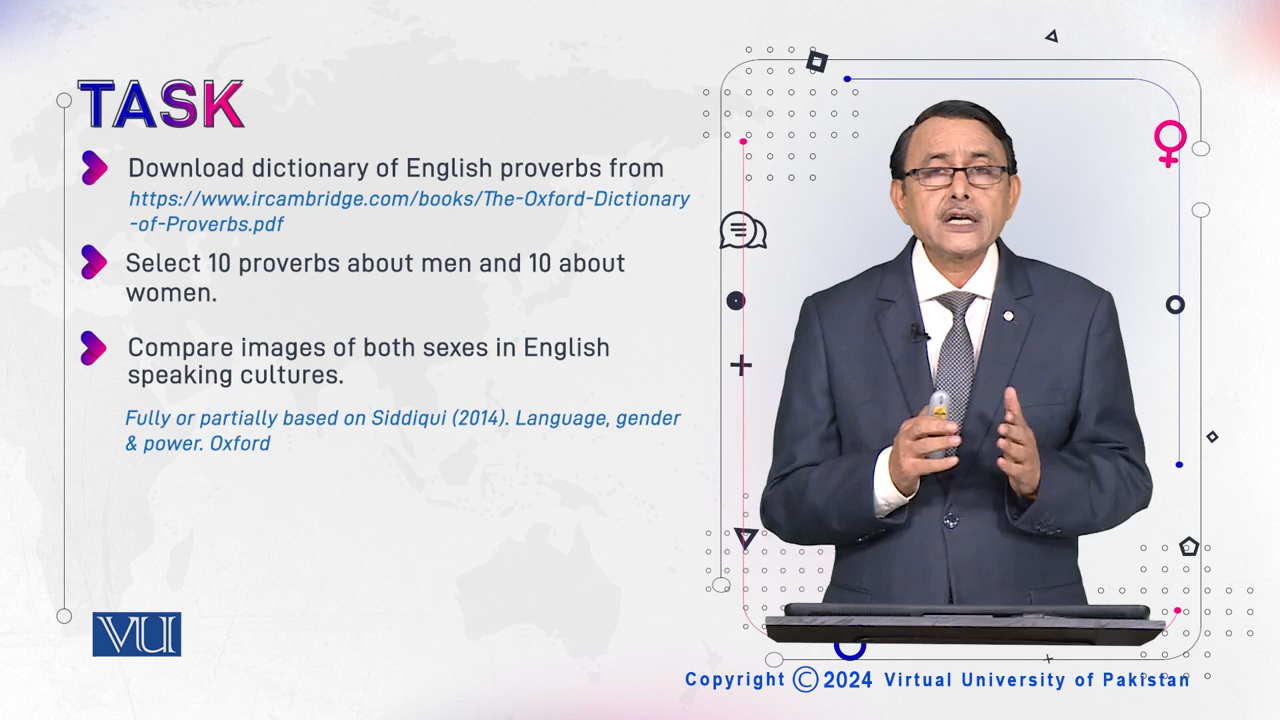 TASK
Download dictionary of English proverbs from
https://www.ircambridge.com/books/The-Oxford-Dictionary
-of-Proverbs.pdf
Select 10 proverbs about men and 10 about
women.
Compare images of both sexes in English
speaking cultures.
Fully or partially based on Siddiqui (2014). Language, gender
& power. Oxford
VU
Copyright © 2024 Virtual University of Pakistan